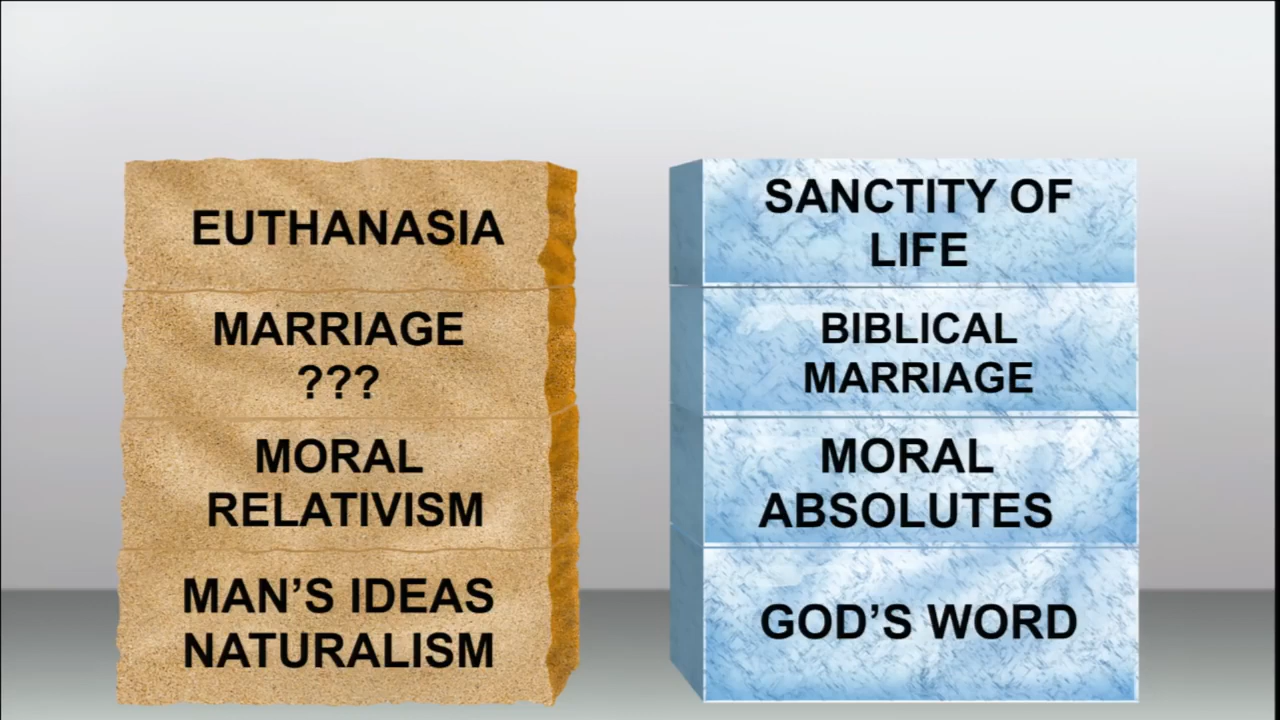 EUTHANASIA
MARRIAGE
???
MORAL
RELATIVISM
MAN’S IDEAS
NATURALISM
SANCTITY OF
LIFE
BIBLICAL
MARRIAGE
MORAL
ABSOLUTES
GOD’S WORD